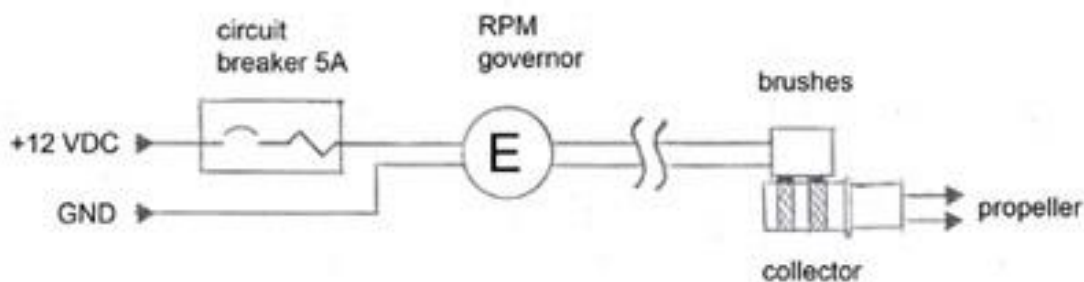 circuit
breaker 5A
RPM
governor
brushes
+12 VDC
E
GND
propeller
collector